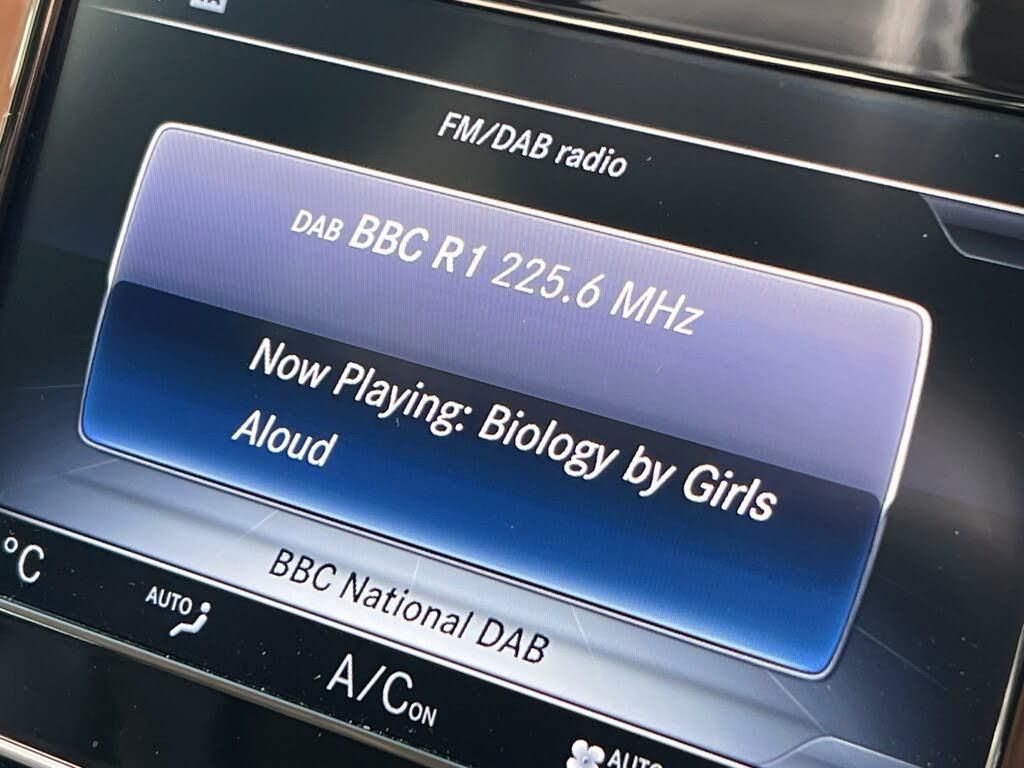 FM/DAB radio
DAB BBC R1 225.6 MHz
Now Playing: Biology by Girls
Aloud
BBC National DAB
°C
AUTO
A/C ON
AUTO